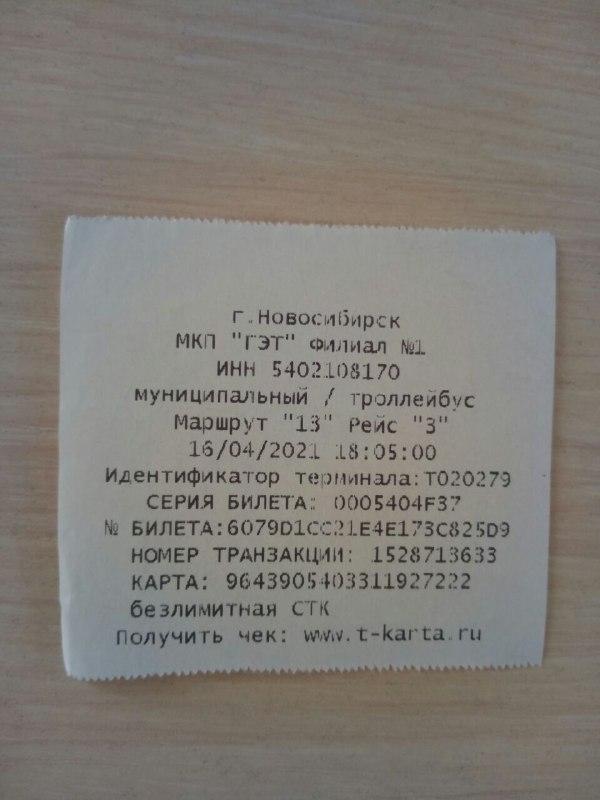 г.Новосибирск
МКП "ГЭТ" Филиал №1
ИНН 5402108170
муниципальный / троллейбус
Маршрут "13" Рейс "3"
16/04/2021 18:05:00
Идентификатор терминала:T020279
СЕРИЯ БИЛЕТА: 0005404F37
№ БИЛЕТА:6079D1CC21E4E173C825D9
НОМЕР ТРАНЗАКЦИИ: 1528713633
КАРТА: 9643905403311927222
безлимитная СТК
Получить чек: www.t-karta.ru